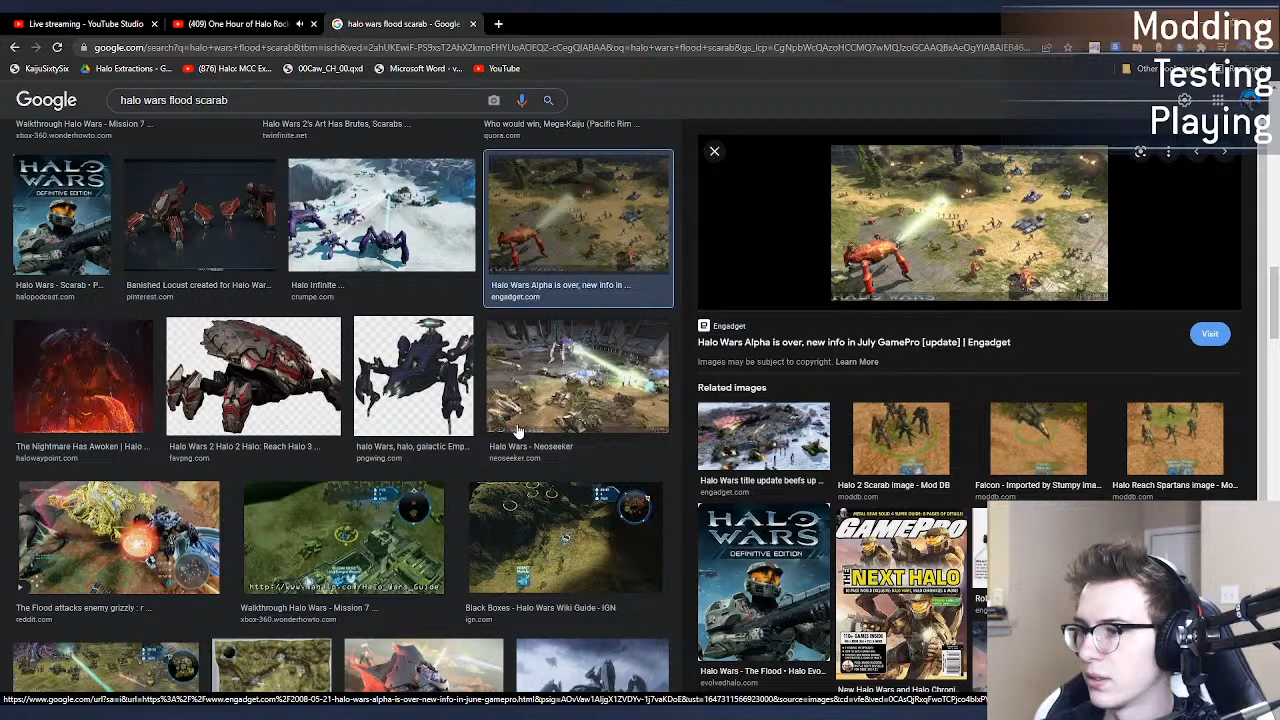 Live streaming - YouTube Studio
(409) One Hour of Halo Rock
halo wars flood scarab - Google
Modding
Testing
Playing
KaijuSixtySix
Halo Extractions - G...
(876) Halo: MCC Ex...
00Caw_CH_00.qxd
Microsoft Word - v...
YouTube
Google
halo wars flood scarab
Walkthrough Halo Wars - Mission 7 ...
xbox-360.wonderhowto.com
Halo Wars 2's Art Has Brutes, Scarabs ...
twinfinite.net
Who would win, Mega-Kaiju (Pacific Rim ...
quora.com
HALO WARS
DEFINITIVE EDITION
Halo Wars - Scarab - P...
halopodcast.com
Banished Locust created for Halo War...
pinterest.com
Halo Infinite ...
crumpe.com
Halo Wars Alpha is over, new info in ...
engadget.com
Engadget
Halo Wars Alpha is over, new info in July GamePro [update] | Engadget
Visit
Images may be subject to copyright. Learn More
Related images
The Nightmare Has Awoken | Halo ...
halowaypoint.com
Halo Wars 2 Halo 2 Halo: Reach Halo 3 ...
favpng.com
halo Wars, halo, galactic Emp...
pngwing.com
Halo Wars - Neoseeker
neoseeker.com
Halo Wars title update beefs up ...
engadget.com
Halo 2 Scarab image - Mod DB
moddb.com
Falcon - Imported by Stumpy ima...
moddb.com
Halo Reach Spartans image - Mo...
moddb.com
The Flood attacks enemy grizzly : r...
reddit.com
Walkthrough Halo Wars - Mission 7 ...
xbox-360.wonderhowto.com
Black Boxes - Halo Wars Wiki Guide - IGN
ign.com
HALO WARS
DEFINITIVE EDITION
GamePro
THE NEXT HALO
Halo Wars - The Flood • Halo Evo...
evolvedhalo.com
New Halo Wars and Halo Chroni...